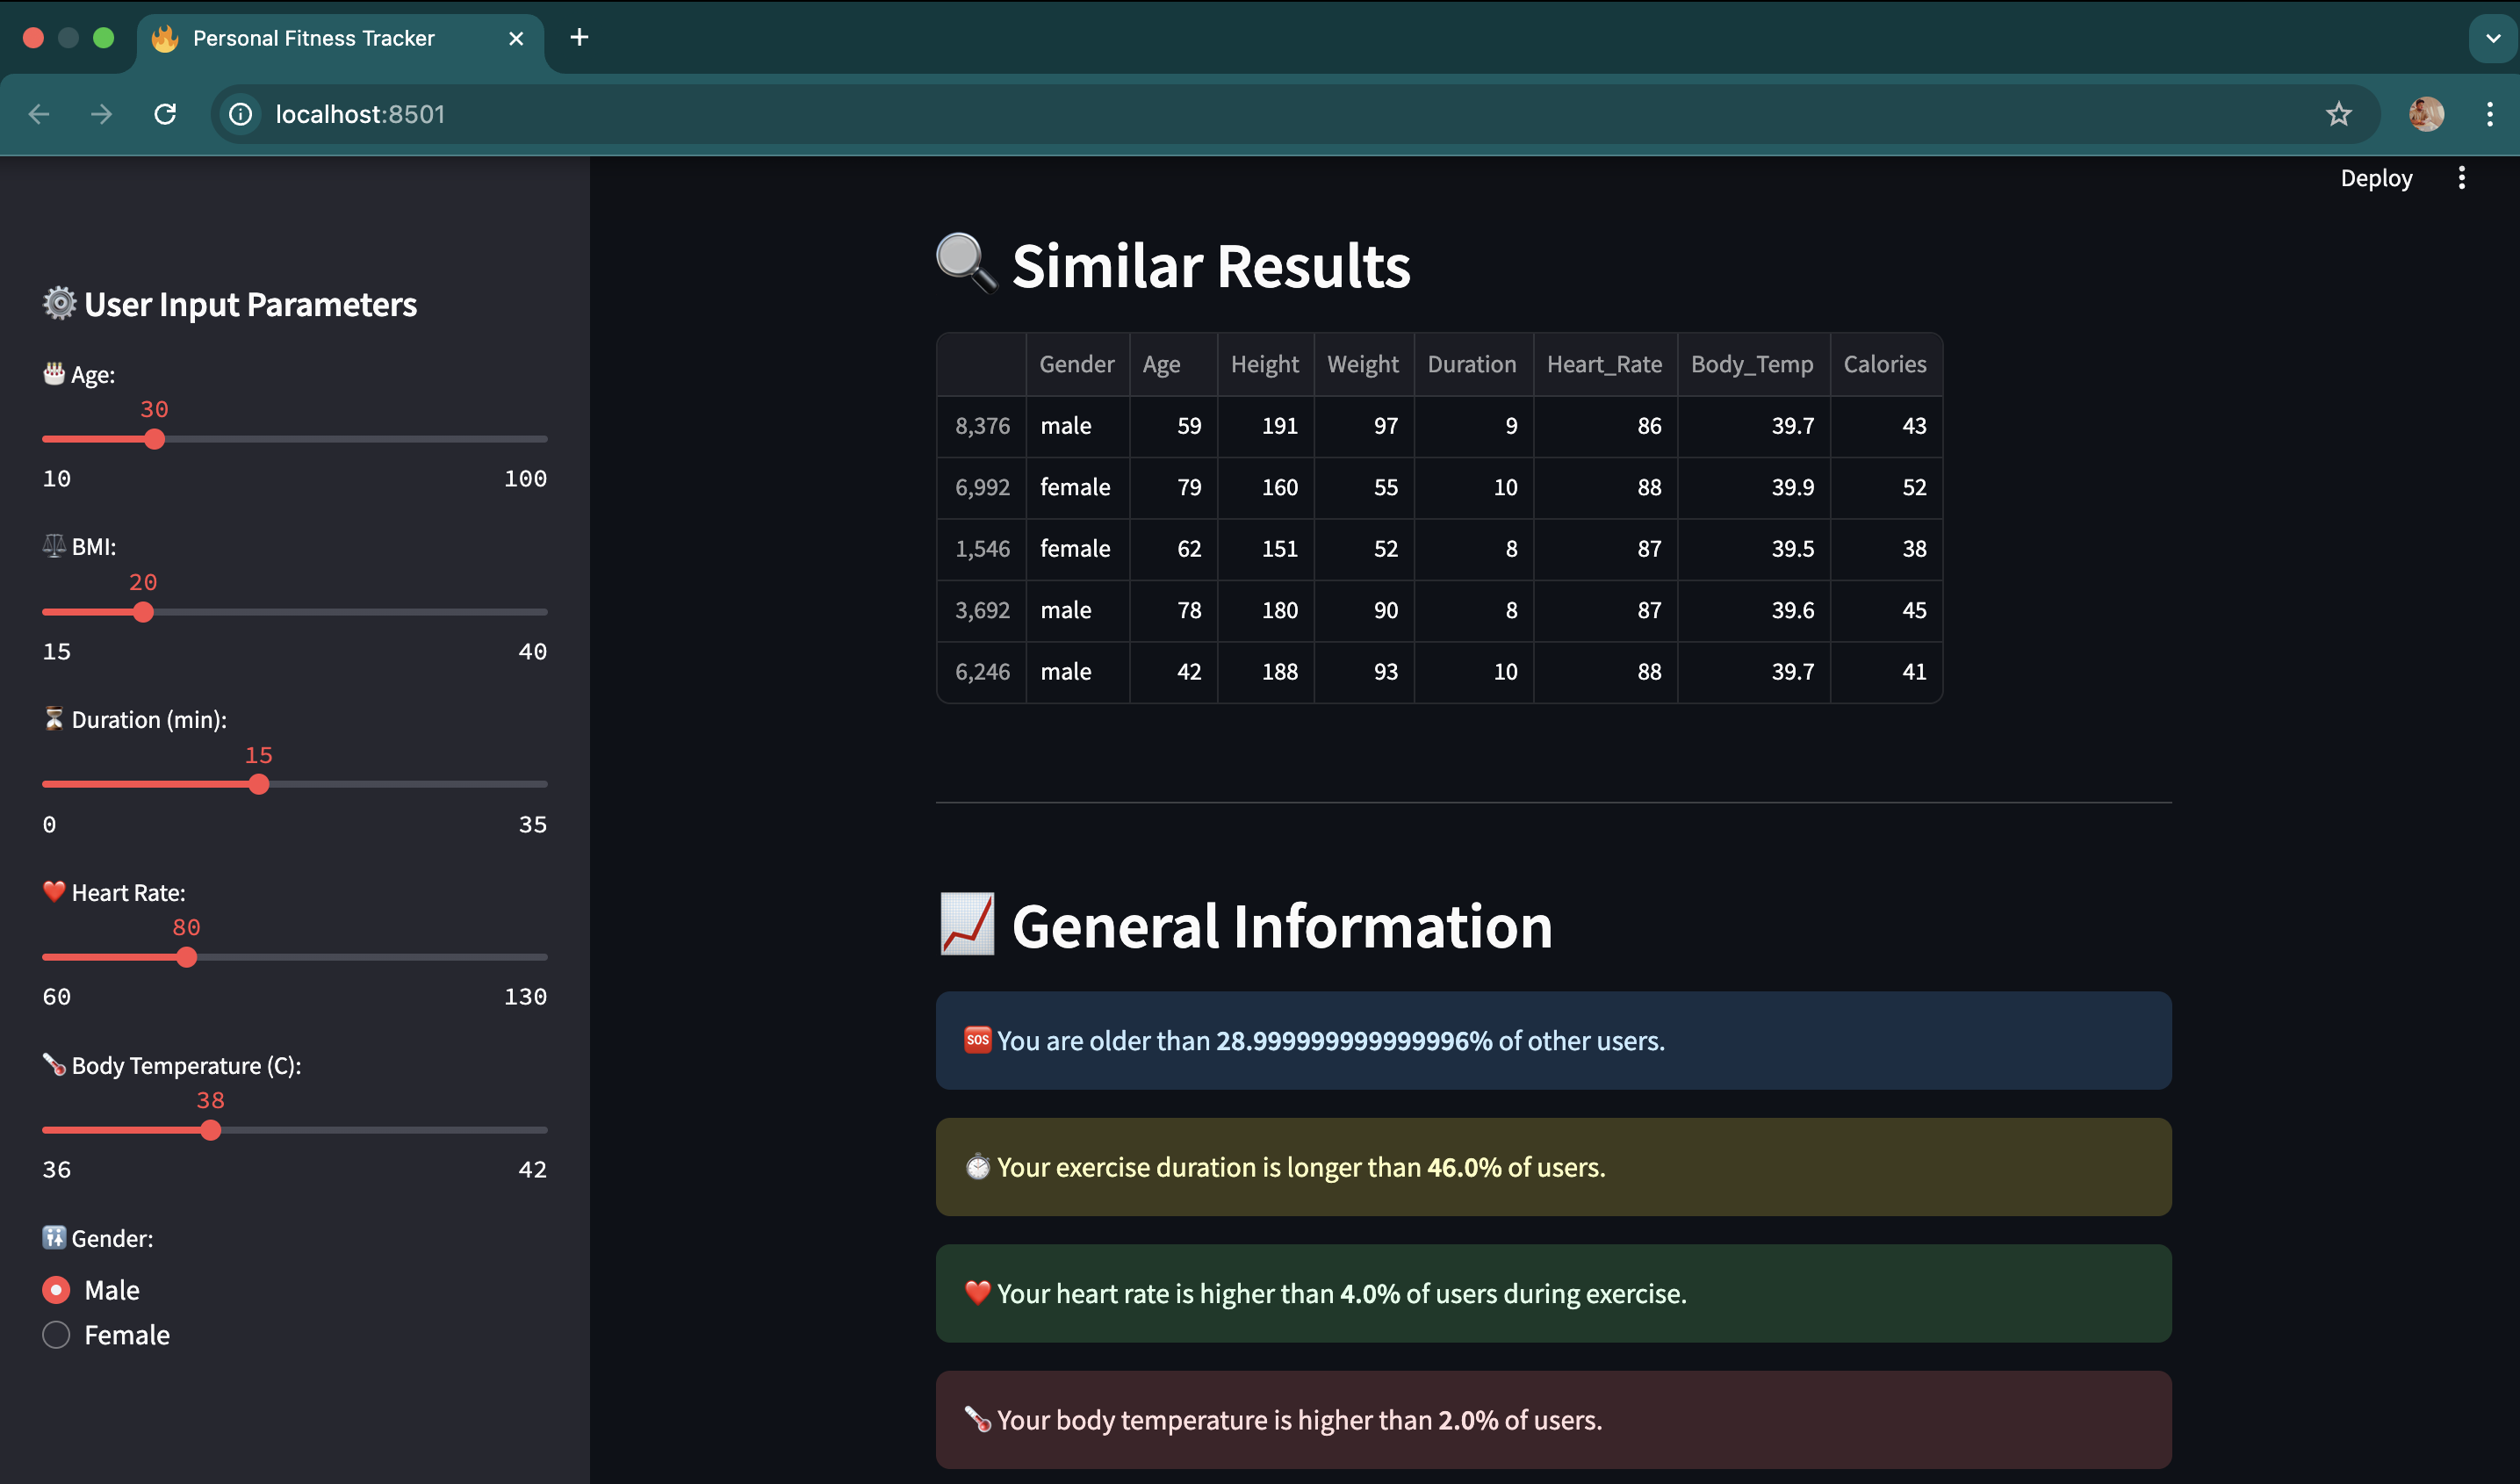 Personal Fitness Tracker
localhost:8501
Deploy
User Input Parameters
Age:
30
10 100
BMI:
20
15 40
Duration (min):
15
0 35
Heart Rate:
80
60 130
Body Temperature (C):
38
36 42
Gender:
Male
Female
Similar Results
Gender Age Height Weight Duration Heart_Rate Body_Temp Calories
8,376 male 59 191 97 9 86 39.7 43
6,992 female 79 160 55 10 88 39.9 52
1,546 female 62 151 52 8 87 39.5 38
3,692 male 78 180 90 8 87 39.6 45
6,246 male 42 188 93 10 88 39.7 41
General Information
SOS You are older than 28.999999999999996% of other users.
Your exercise duration is longer than 46.0% of users.
Your heart rate is higher than 4.0% of users during exercise.
Your body temperature is higher than 2.0% of users.